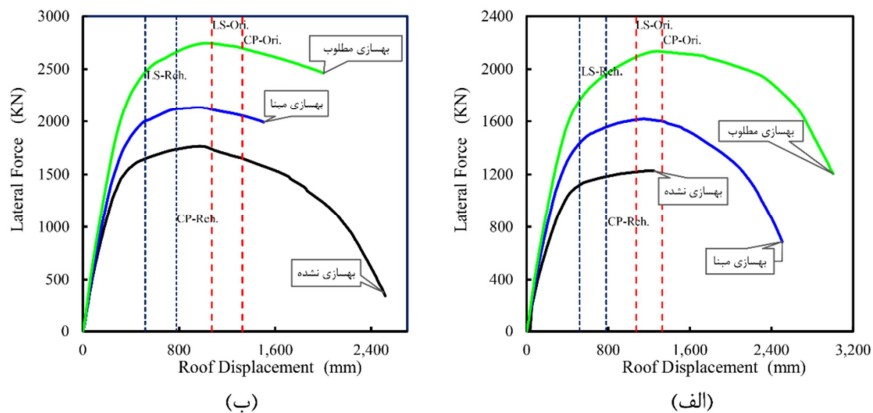 3000
2500
2000
1500
1000
500
0
Lateral Force (KN)
0
800
1,600
2,400
Roof Displacement (mm)
LS-Ori.
CP-Ori.
LS-Reh.
CP-Reh.
بهسازی مطلوب
بهسازی مبنا
بهسازی نشده
(ب)
2400
2000
1600
1200
800
400
0
Lateral Force (KN)
0
800
1,600
2,400
3,200
Roof Displacement (mm)
LS-Ori.
CP-Ori.
LS-Reh.
CP-Reh.
بهسازی مطلوب
بهسازی نشده
بهسازی مبنا
(الف)